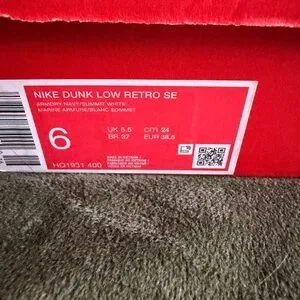 NIKE DUNK LOW RETRO SE
ARMORY NAVY/SUMMIT WHITE
MARINE ARMURE/BLANC SOMMET
6
UK 5.5 CM 24
BR 37 EUR 38.5
HQ1931 400